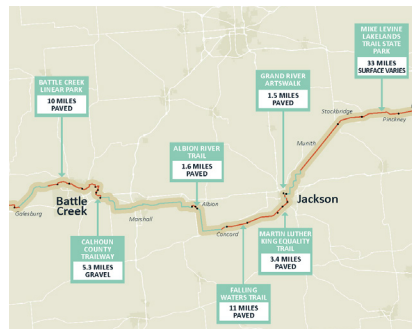 MIKE LEVINE
LAKELANDS
TRAIL STATE
PARK
33 MILES
SURFACE VARIES
BATTLE CREEK
LINEAR PARK
10 MILES
PAVED
GRAND RIVER
ARTSWALK
1.5 MILES
PAVED
Stockbridge
Pinckney
ALBION RIVER
TRAIL
1.6 MILES
PAVED
Munith
Galesburg
Battle
Creek
Marshall
Albion
Jackson
Concord
CALHOUN
COUNTY
TRAILWAY
5.3 MILES
GRAVEL
MARTIN LUTHER
KING EQUALITY
TRAIL
3.4 MILES
PAVED
FALLING
WATERS TRAIL
11 MILES
PAVED